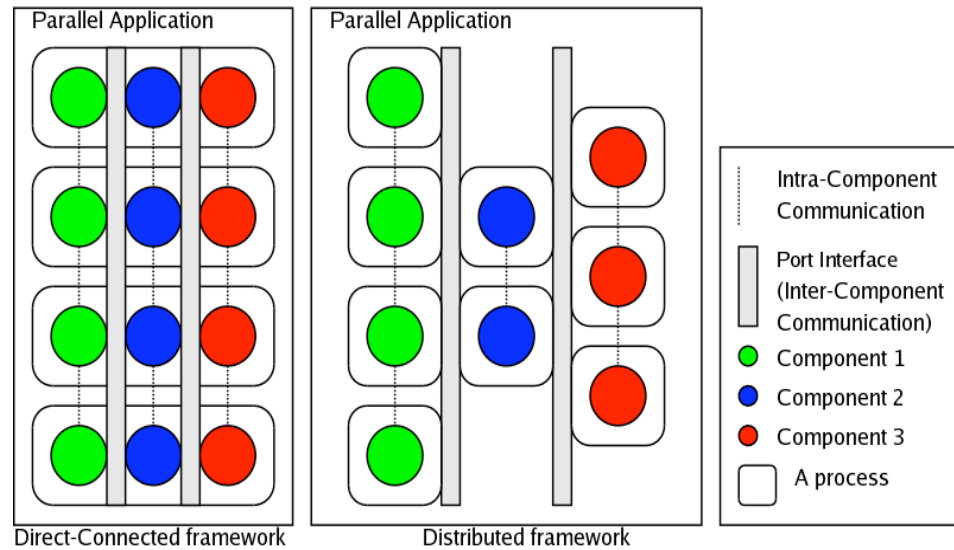 Parallel Application
Parallel Application
Intra-Component
Communication
Port Interface
(Inter-Component
Communication)
Component 1
Component 2
Component 3
A process
Direct-Connected framework
Distributed framework